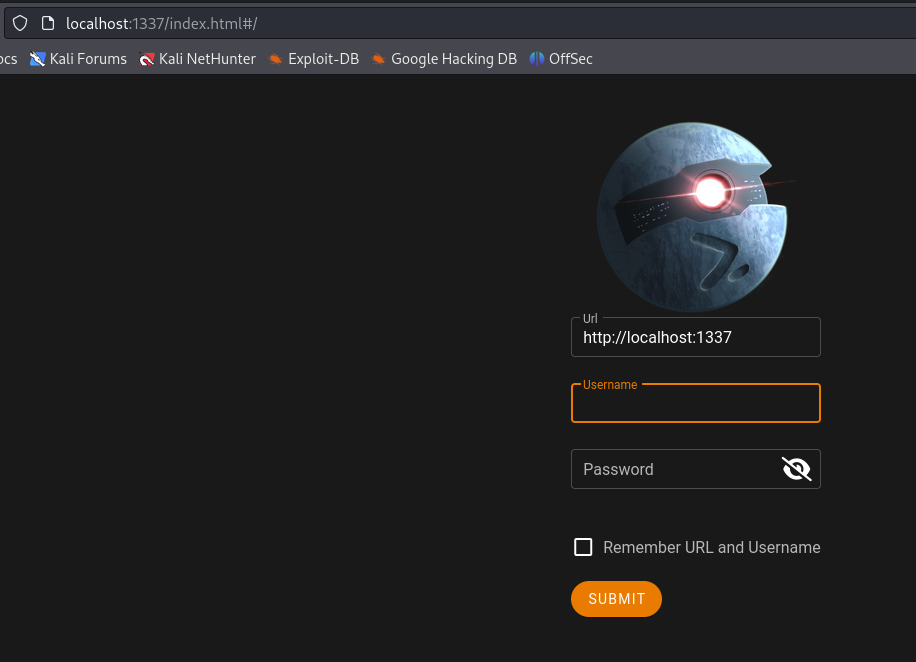 localhost:1337/index.html#/
ocs Kali Forums Kali NetHunter Exploit-DB Google Hacking DB OffSec
Url
http://localhost:1337
Username
Password
Remember URL and Username
SUBMIT